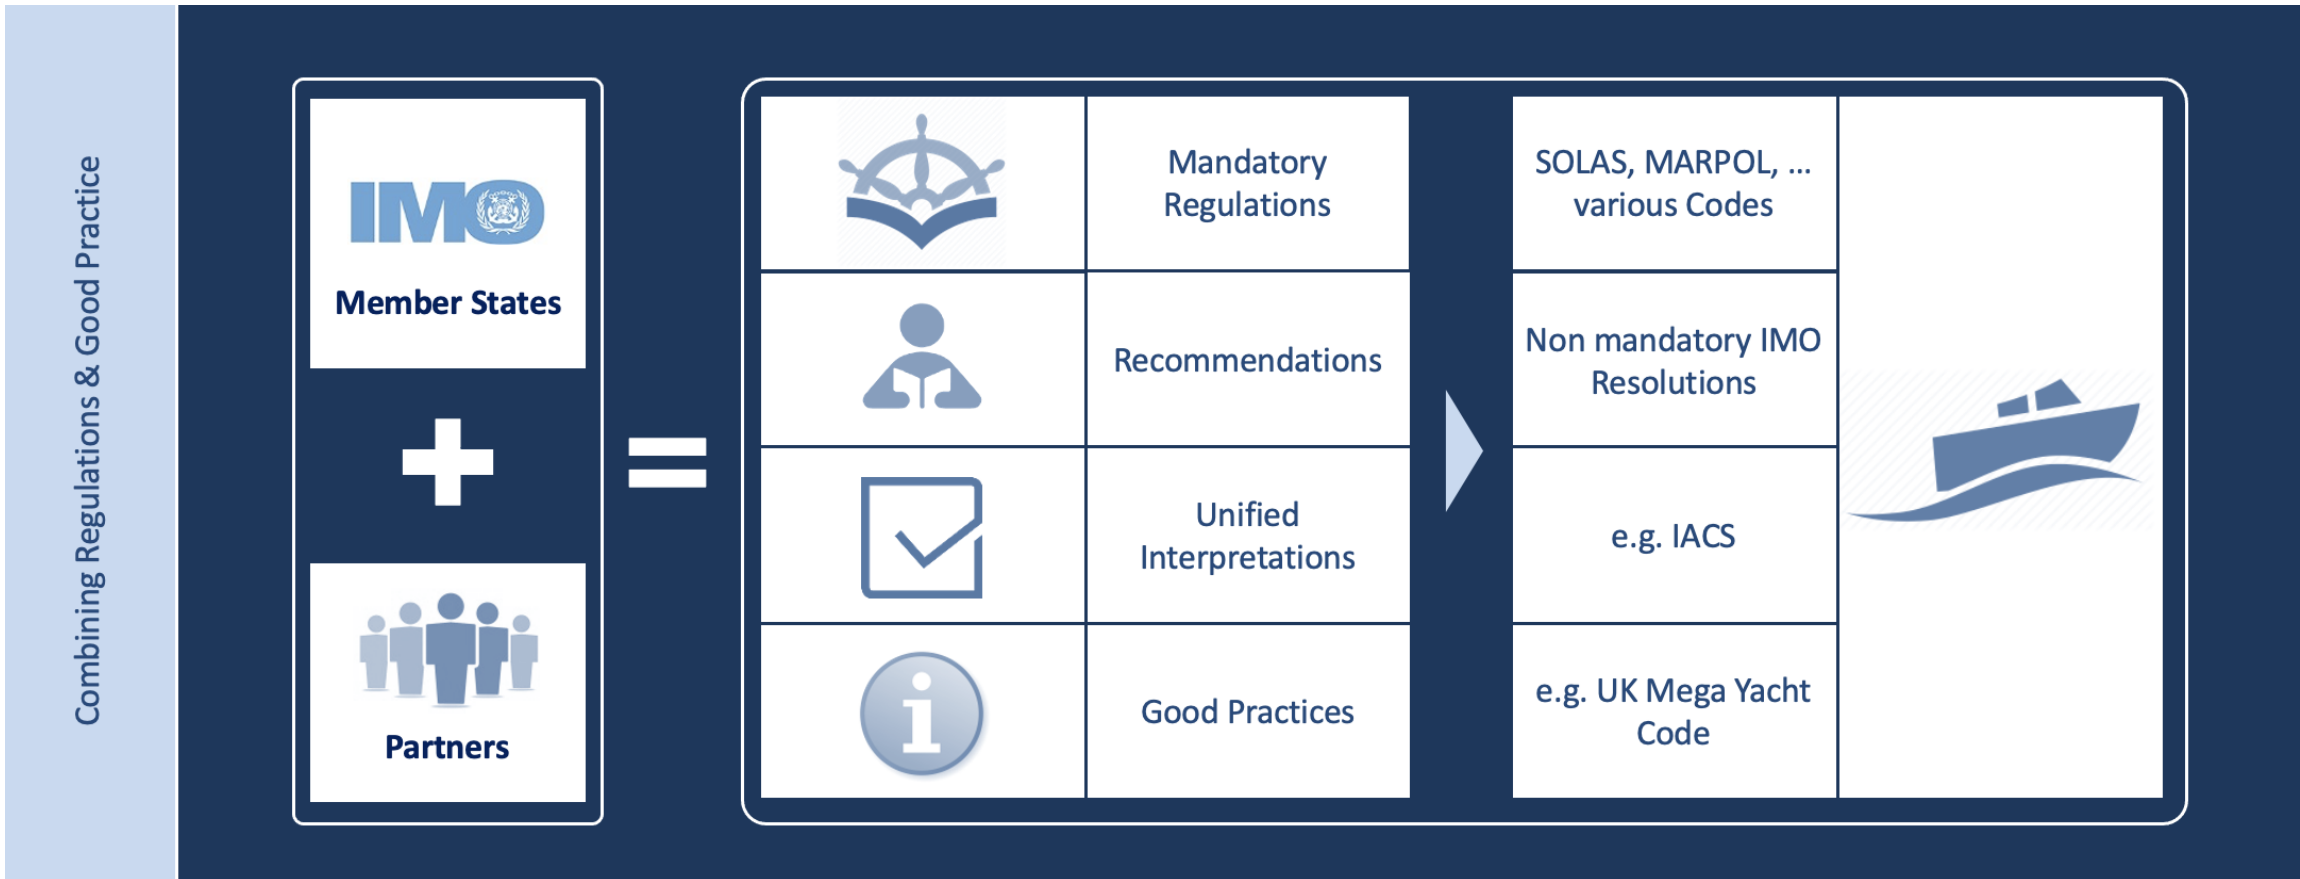 Combining Regulations & Good Practice
IMO
Member States
Partners
Mandatory
Regulations
SOLAS, MARPOL, ...
various Codes
Recommendations
Non mandatory IMO
Resolutions
Unified
Interpretations
e.g. IACS
Good Practices
e.g. UK Mega Yacht
Code